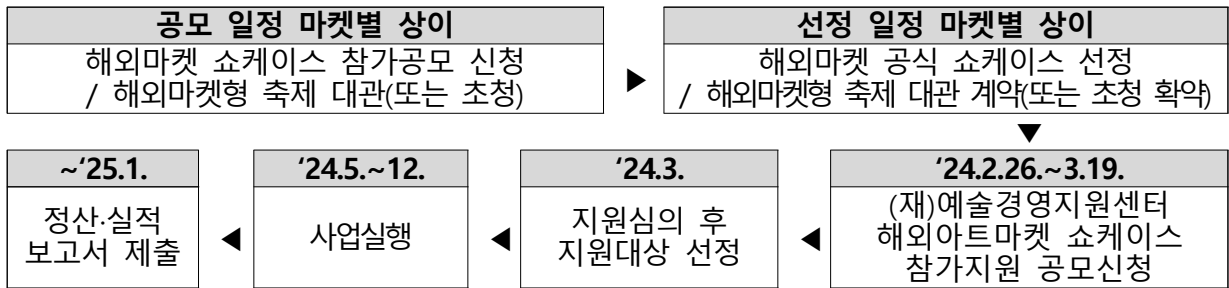 공모 일정 마켓별 상이
해외마켓 쇼케이스 참가공모 신청
/ 해외마켓형 축제 대관(또는 초청)
▶
선정 일정 마켓별 상이
해외마켓 공식 쇼케이스 선정
/ 해외마켓형 축제 대관 계약(또는 초청 확약)
▼
‘24.2.26.~3.19.
(재)예술경영지원센터
해외아트마켓 쇼케이스
참가지원 공모신청
◀
‘24.3.
지원심의 후
지원대상 선정
◀
‘24.5.~12.
사업실행
◀
~‘25.1.
정산·실적
보고서 제출